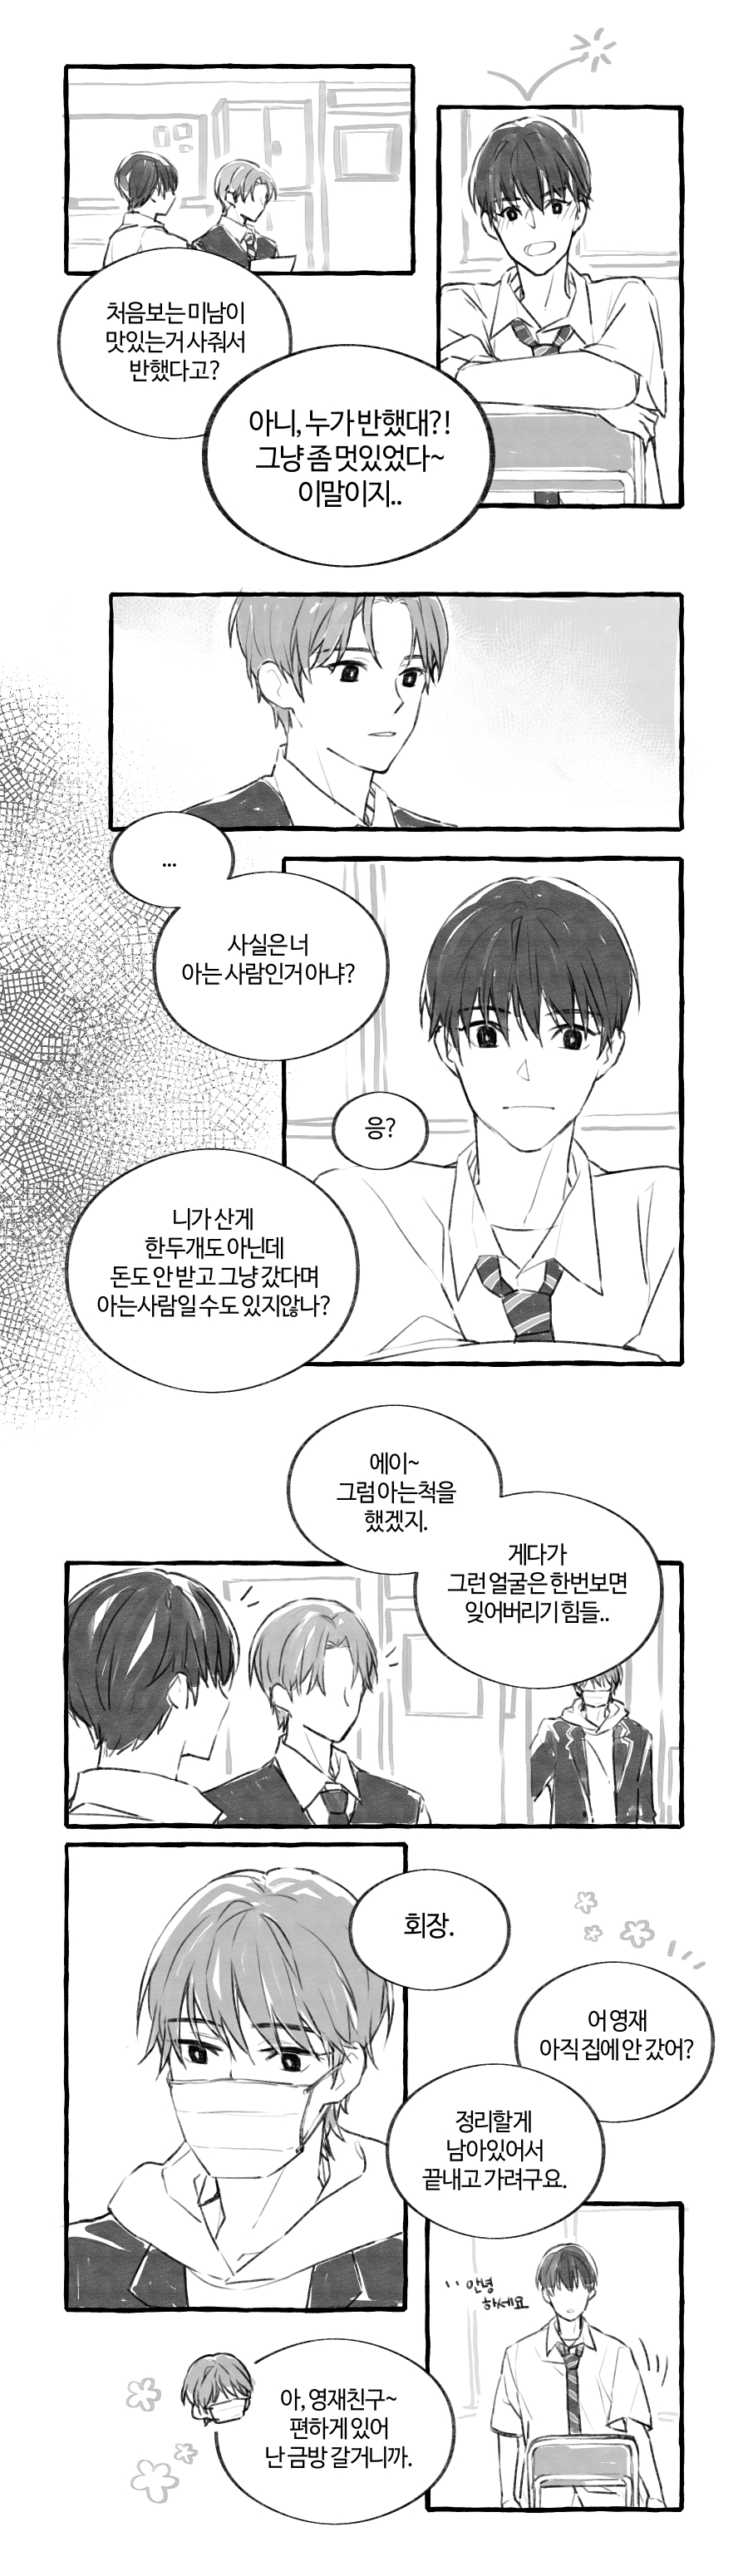 처음보는 미남이
맛있는거 사줘서
반했다고?
아니, 누가 반했대?!
그냥 좀 멋있었다~
이말이지..
...
사실은 너
아는 사람인거 아냐?
응?
니가 산게
한두개도 아닌데
돈도 안 받고 그냥 갔다며
아는사람일 수도 있지않나?
에이~
그럼 아는척을
했겠지.
게다가
그런 얼굴은 한번보면
잊어버리기 힘들..
회장.
어 영재
아직 집에 안 갔어?
정리할게
남아있어서
끝내고 가려구요.
안녕
하세요
아, 영재친구~
편하게 있어
난 금방 갈거니까.